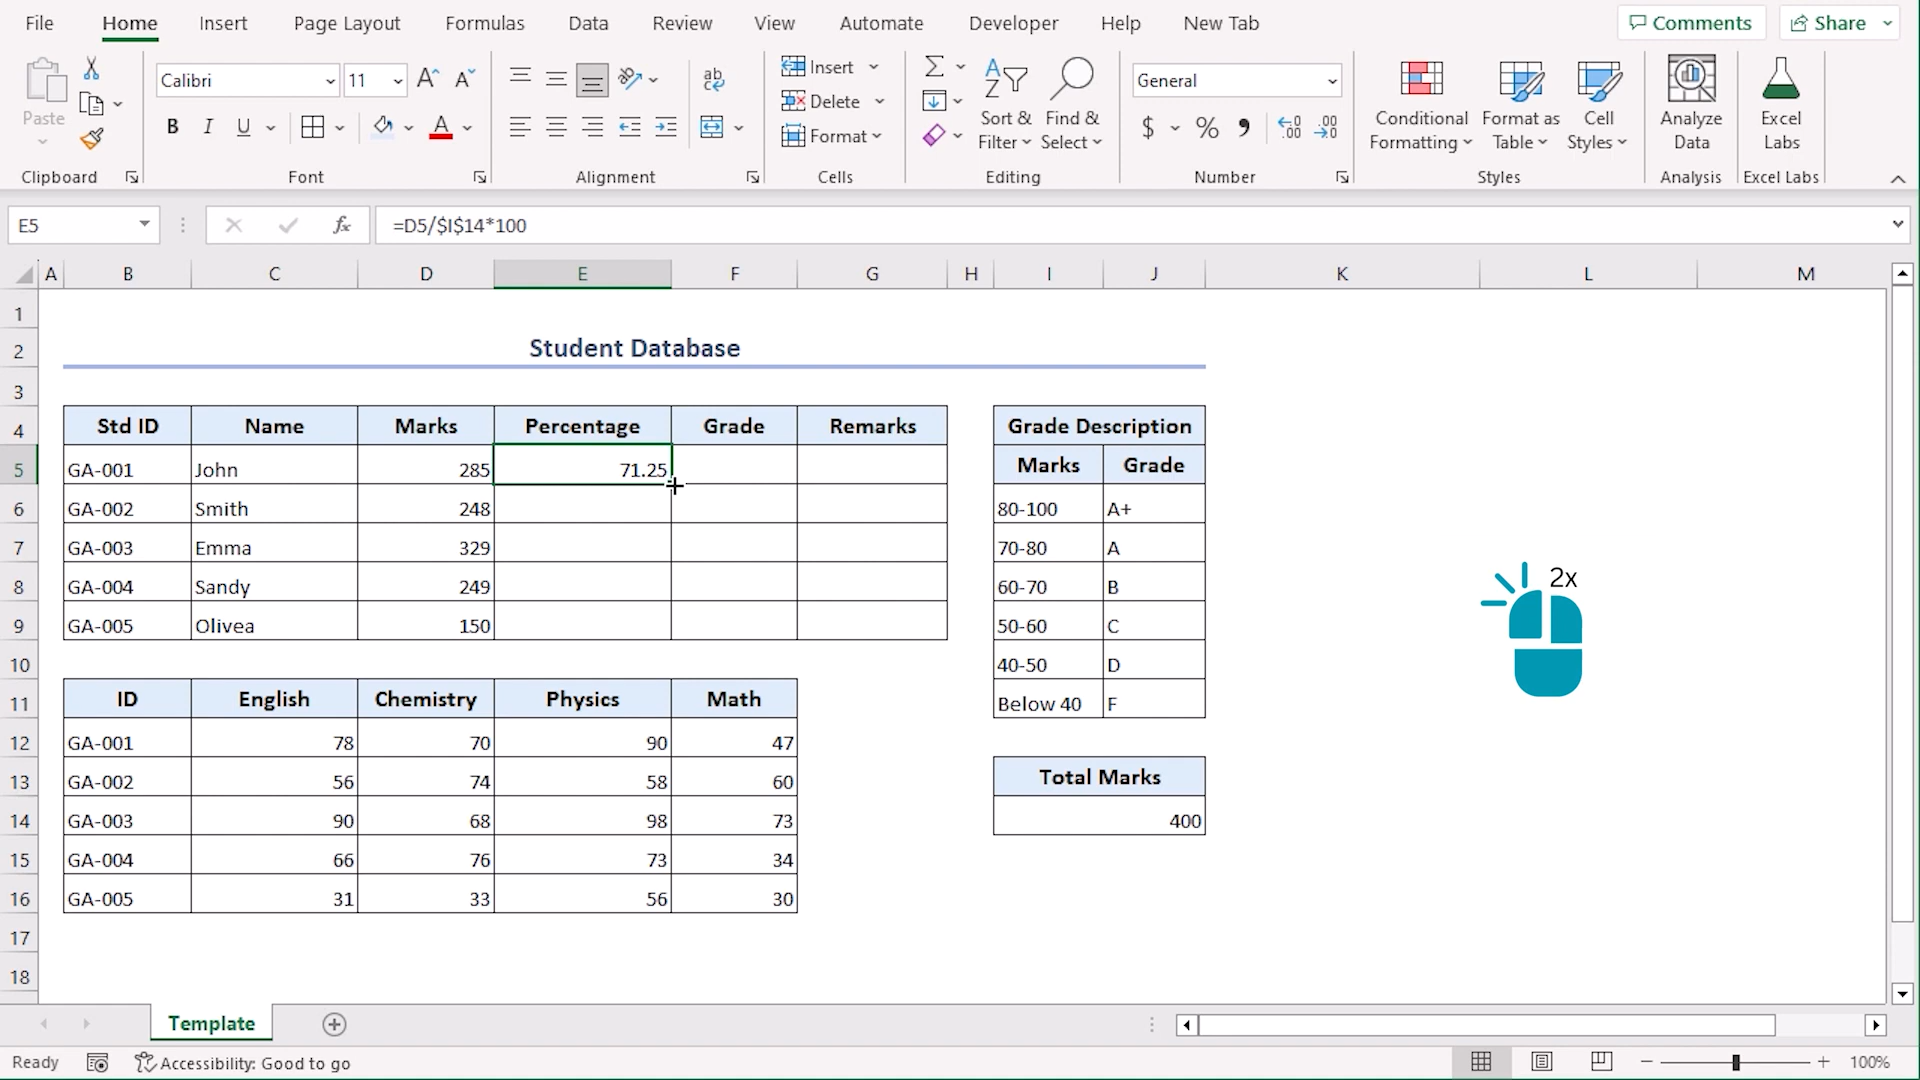 File Home Insert Page Layout Formulas Data Review View Automate Developer Help New Tab Comments Share
Paste
Clipboard
Calibri 11
B I U A
Font
ab
Alignment
Insert
Delete
Format
Cells
Sort & Filter
Find & Select
Editing
General
$ % , .00 .00
Number
Conditional Formatting
Format as Table
Cell Styles
Styles
Analyze Data
Analysis
Excel Labs
Excel Labs
E5 fx =D5/$I$14*100
A B C D E F G H I J K L M
1
2 Student Database
3
4 Std ID Name Marks Percentage Grade Remarks Grade Description
5 GA-001 John 285 71.25 Marks Grade
6 GA-002 Smith 248 80-100 A+
7 GA-003 Emma 329 70-80 A
8 GA-004 Sandy 249 60-70 B
9 GA-005 Olivea 150 50-60 C
10 40-50 D
11 ID English Chemistry Physics Math Below 40 F
12 GA-001 78 70 90 47
13 GA-002 56 74 58 60 Total Marks
14 GA-003 90 68 98 73 400
15 GA-004 66 76 73 34
16 GA-005 31 33 56 30
17
18
2x
Template
Ready Accessibility: Good to go 100%